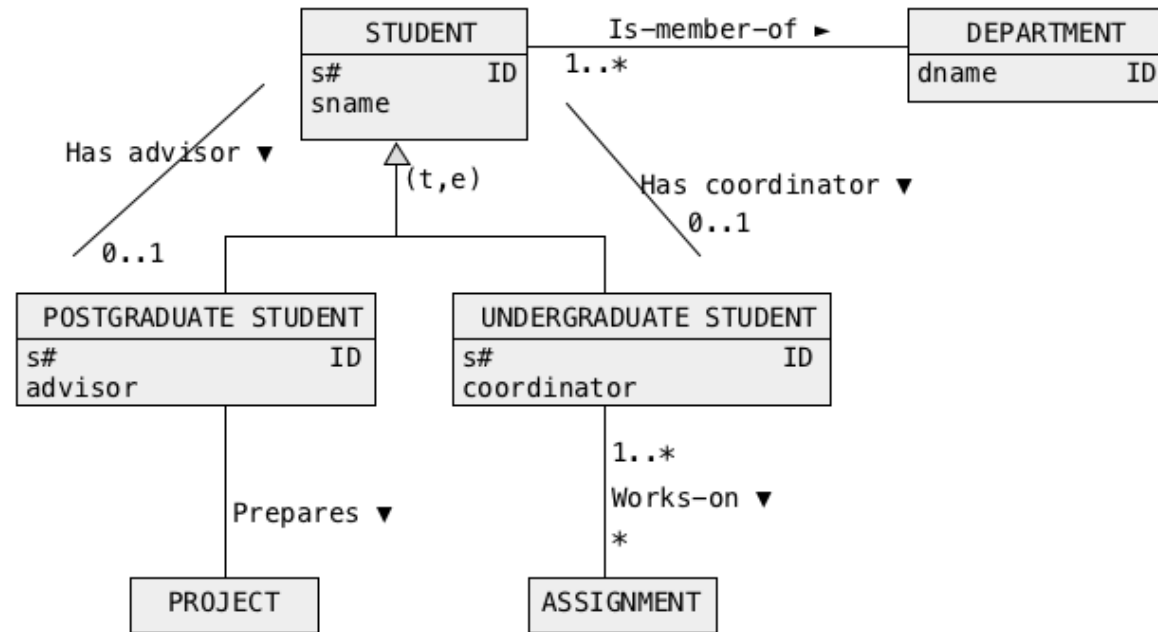 STUDENT
s# ID
sname
Is-member-of ►
1..*
DEPARTMENT
dname ID
Has advisor ▼
0..1
(t,e)
Has coordinator ▼
0..1
POSTGRADUATE STUDENT
s# ID
advisor
UNDERGRADUATE STUDENT
s# ID
coordinator
Prepares ▼
1..*
Works-on ▼
*
PROJECT
ASSIGNMENT